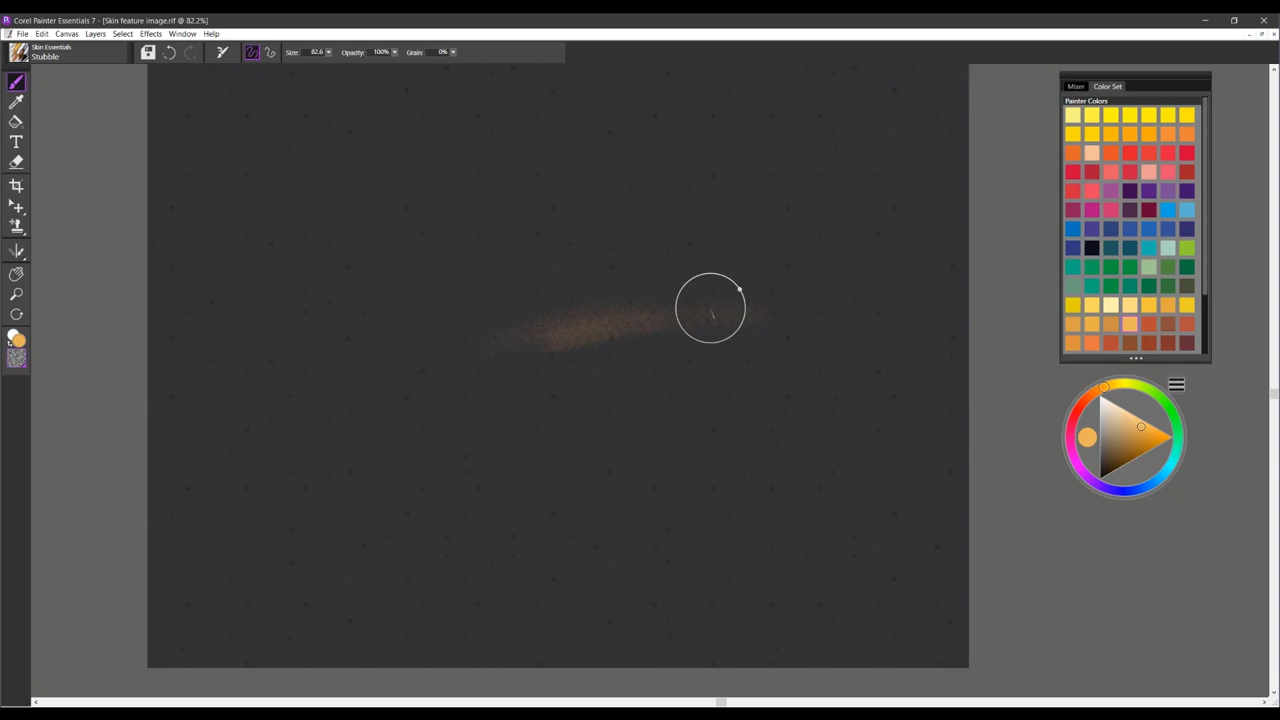 Corel Painter Essentials 7 - [Skin feature image.rif @ 82.2%]
File Edit Canvas Layers Select Effects Window Help
Skin Essentials
Stubble
Size: 82.6 Opacity: 100% Grain: 0%
Mixer Color Set
Painter Colors